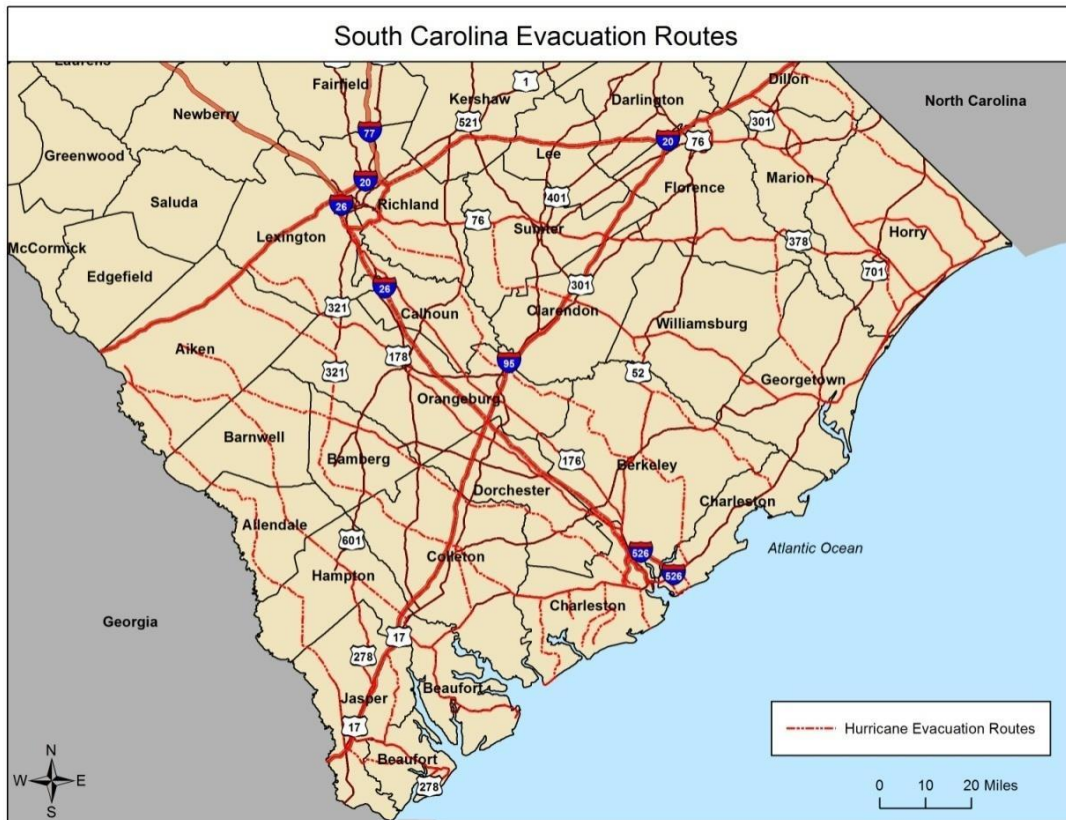 South Carolina Evacuation Routes
Laurens
Fairfield
Dillon
1
Kershaw
Darlington
North Carolina
Newberry
521
301
77
Greenwood
Lee
20
76
20
Marion
Saluda
401
Florence
26
Richland
76
Sumter
Horry
Lexington
378
McCormick
701
Edgefield
301
26
321
Calhoun
Clarendon
Williamsburg
Aiken
178
95
321
52
Georgetown
Orangeburg
Barnwell
Bamberg
176
Berkeley
Dorchester
Charleston
Allendale
601
526
Atlantic Ocean
Colleton
526
Hampton
Charleston
Georgia
17
278
Beaufort
Jasper
17
Hurricane Evacuation Routes
N
Beaufort
W
E
278
S
0 10 20 Miles